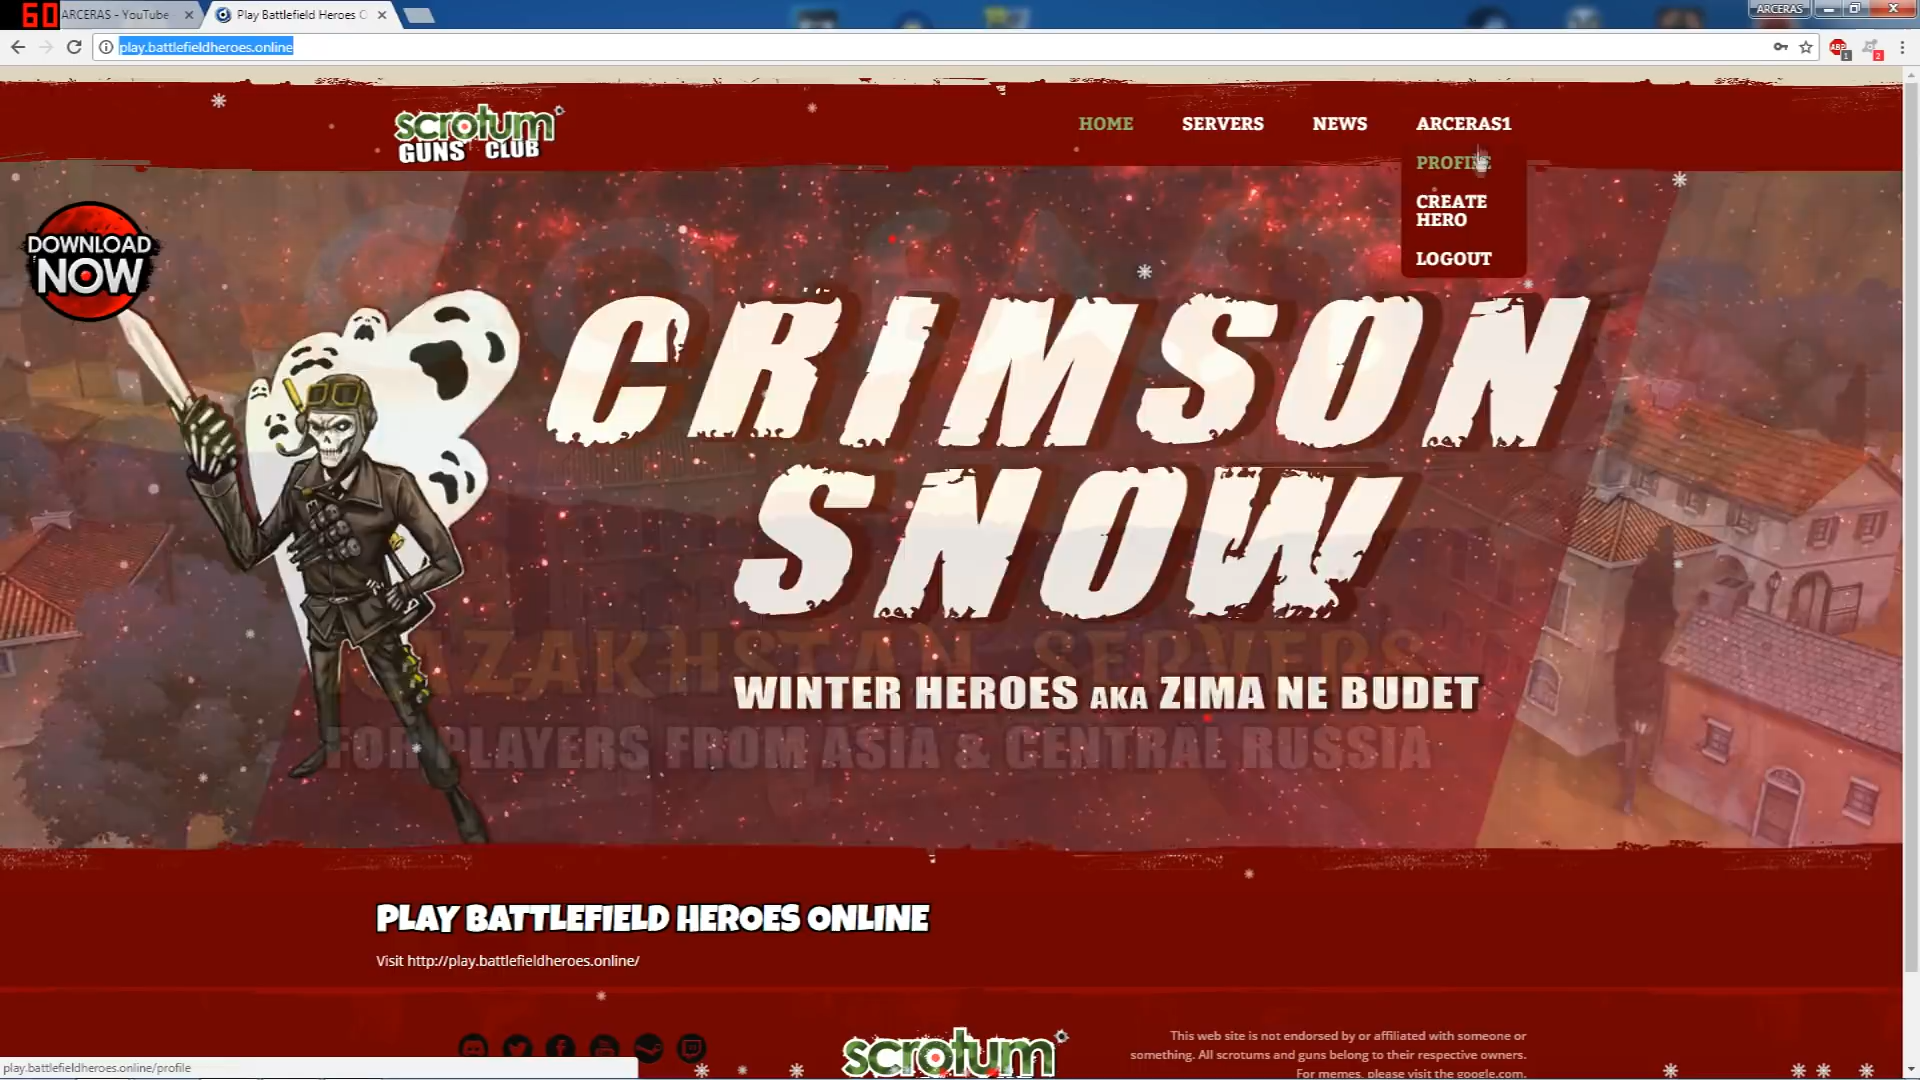 60
ARCERAS - YouTube
Play Battlefield Heroes O
ARCERAS
play.battlefieldheroes.online
ABP
1
2
scrotum
GUNS CLUB
HOME
SERVERS
NEWS
ARCERAS1
PROFILE
CREATE
HERO
LOGOUT
DOWNLOAD
NOW
CRIMSON
SNOW
KAZAKHSTAN SERVERS
WINTER HEROES AKA ZIMA NE BUDET
FOR PLAYERS FROM ASIA & CENTRAL RUSSIA
PLAY BATTLEFIELD HEROES ONLINE
Visit http://play.battlefieldheroes.online/
scrotum
This web site is not endorsed by or affiliated with someone or
something. All scrotums and guns belong to their respective owners.
For memes, please visit the google.com.
play.battlefieldheroes.online/profile